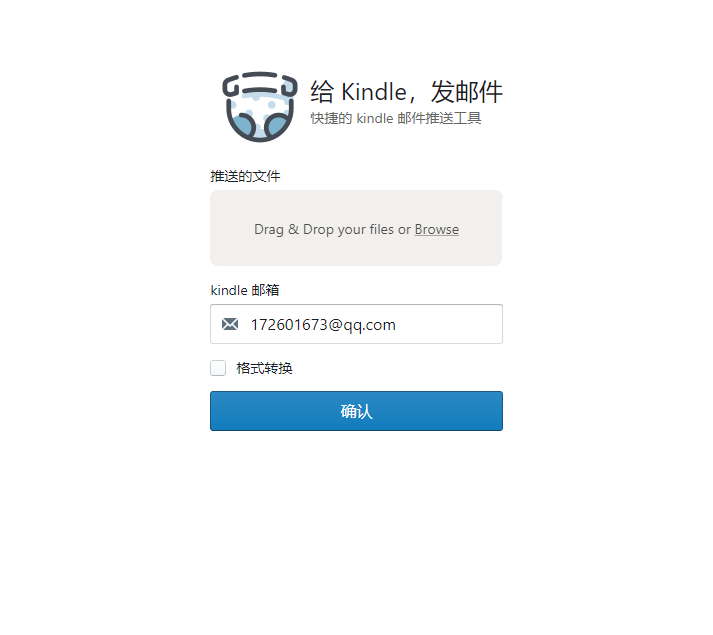 给 Kindle，发邮件
快捷的 kindle 邮件推送工具
推送的文件
Drag & Drop your files or Browse
kindle 邮箱
172601673@qq.com
格式转换
确认